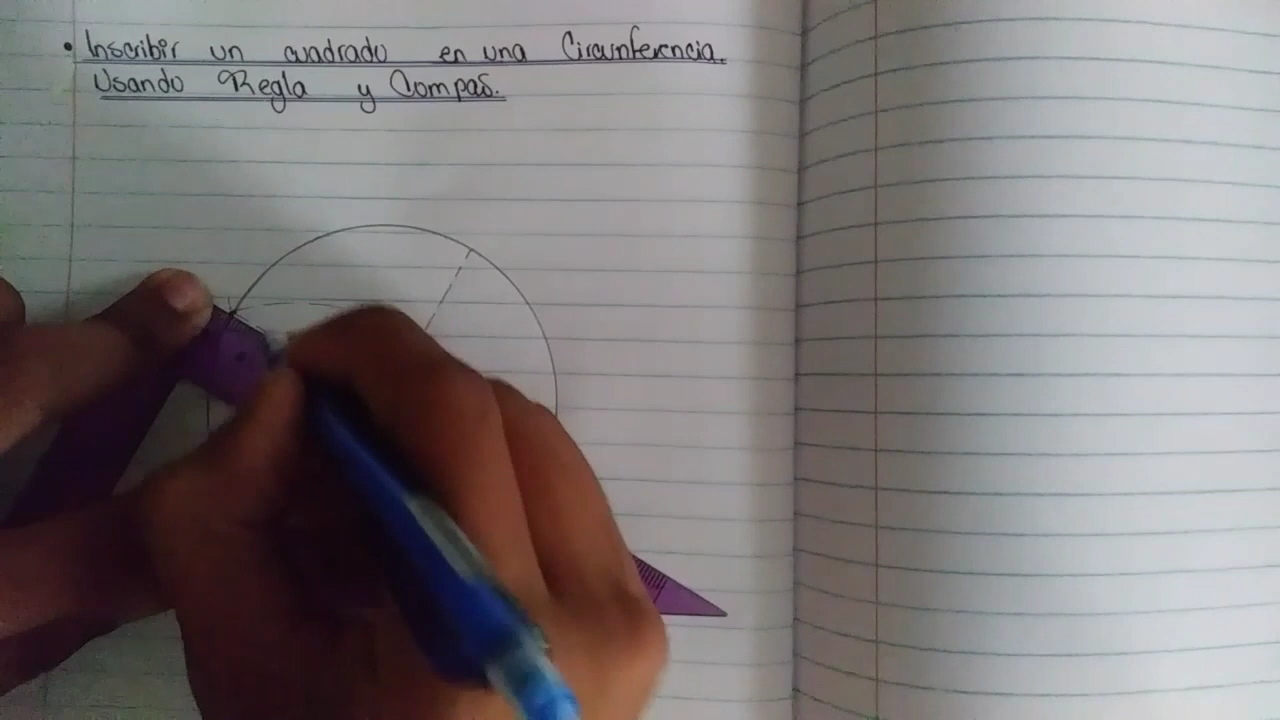 • Inscribir un cuadrado en una Circunferencia.
Usando Regla y Compas.